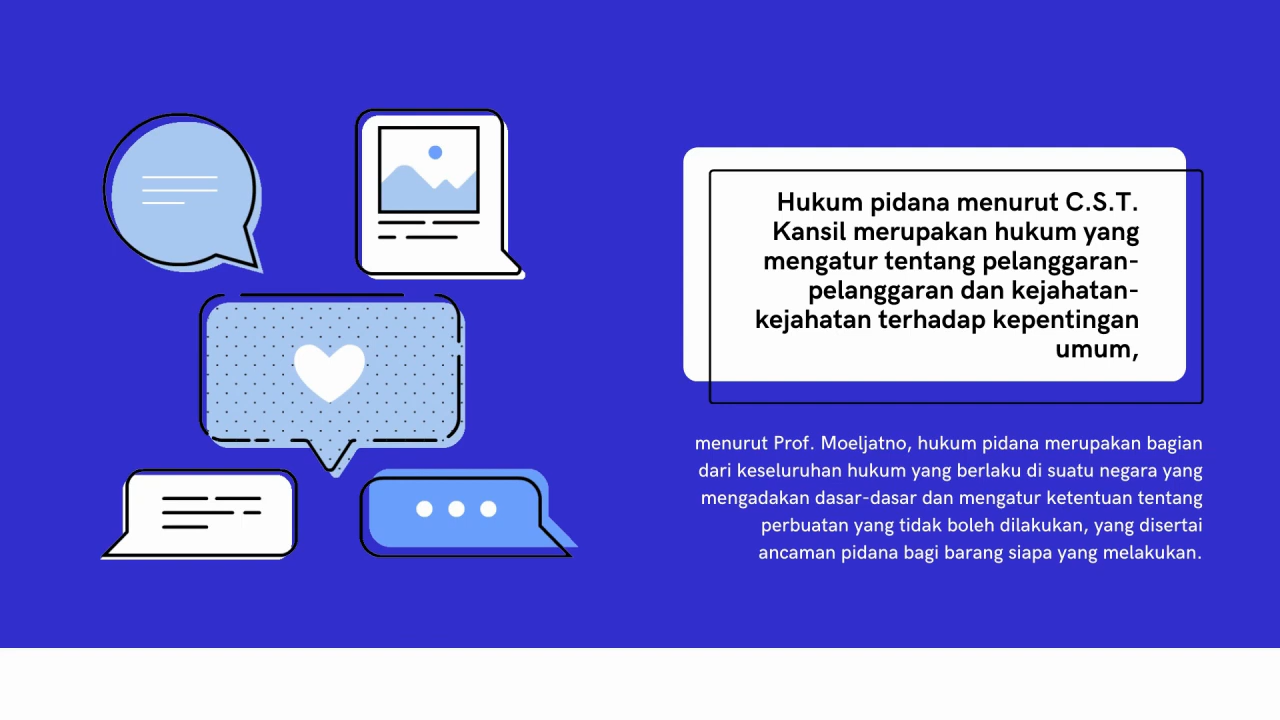 Hukum pidana menurut C.S.T.
Kansil merupakan hukum yang
mengatur tentang pelanggaran-
pelanggaran dan kejahatan-
kejahatan terhadap kepentingan
umum,
menurut Prof. Moeljatno, hukum pidana merupakan bagian
dari keseluruhan hukum yang berlaku di suatu negara yang
mengadakan dasar-dasar dan mengatur ketentuan tentang
perbuatan yang tidak boleh dilakukan, yang disertai
ancaman pidana bagi barang siapa yang melakukan.